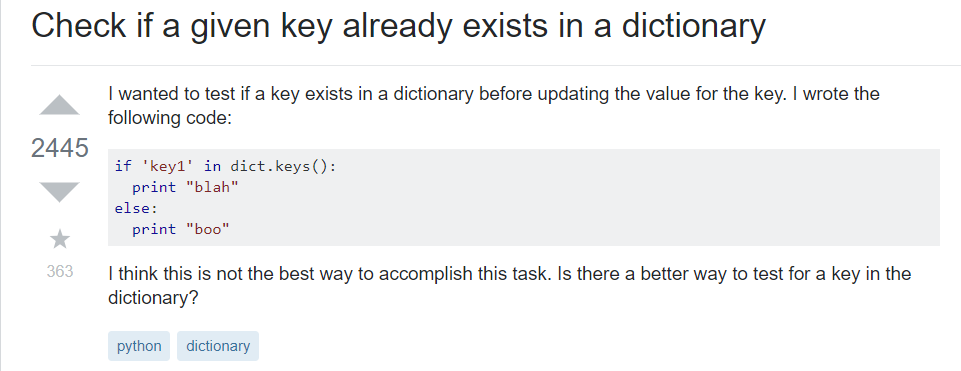 Check if a given key already exists in a dictionary
I wanted to test if a key exists in a dictionary before updating the value for the key. I wrote the
following code:
2445
if 'key1' in dict.keys():
  print "blah"
else:
  print "boo"
363
I think this is not the best way to accomplish this task. Is there a better way to test for a key in the
dictionary?
python dictionary